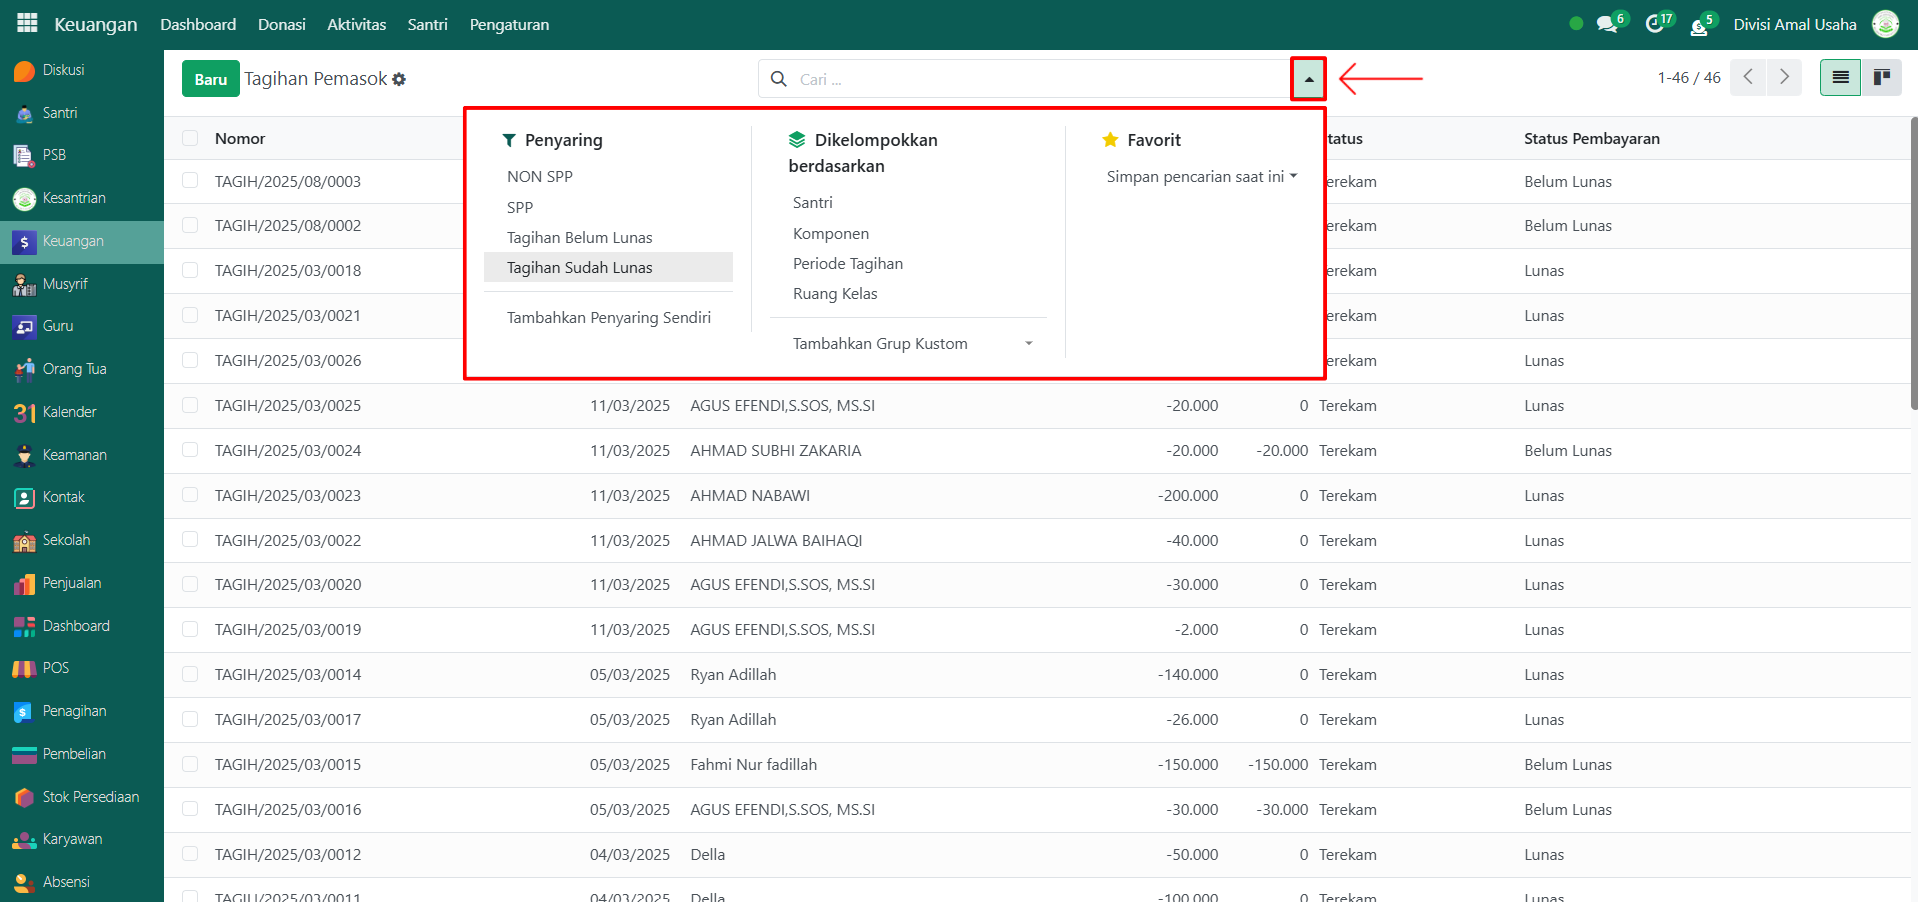 Keuangan Dashboard Donasi Aktivitas Santri Pengaturan 6 17 5 Divisi Amal Usaha
Diskusi
Santri
PSB
Kesantrian
Keuangan
Musyrif
Guru
Orang Tua
31 Kalender
Keamanan
Kontak
Sekolah
Penjualan
Dashboard
POS
Penagihan
Pembelian
Stok Persediaan
Karyawan
Absensi
Baru Tagihan Pemasok Cari ... 1-46 / 46
Penyaring
NON SPP
SPP
Tagihan Belum Lunas
Tagihan Sudah Lunas
Tambahkan Penyaring Sendiri
Dikelompokkan
berdasarkan
Santri
Komponen
Periode Tagihan
Ruang Kelas
Tambahkan Grup Kustom
Favorit
Simpan pencarian saat ini
Nomor tatus Status Pembayaran
TAGIH/2025/08/0003 erekam Belum Lunas
TAGIH/2025/08/0002 erekam Belum Lunas
TAGIH/2025/03/0018 erekam Lunas
TAGIH/2025/03/0021 erekam Lunas
TAGIH/2025/03/0026 erekam Lunas
TAGIH/2025/03/0025 11/03/2025 AGUS EFENDI,S.SOS, MS.SI -20.000 0 Terekam Lunas
TAGIH/2025/03/0024 11/03/2025 AHMAD SUBHI ZAKARIA -20.000 -20.000 Terekam Belum Lunas
TAGIH/2025/03/0023 11/03/2025 AHMAD NABAWI -200.000 0 Terekam Lunas
TAGIH/2025/03/0022 11/03/2025 AHMAD JALWA BAIHAQI -40.000 0 Terekam Lunas
TAGIH/2025/03/0020 11/03/2025 AGUS EFENDI,S.SOS, MS.SI -30.000 0 Terekam Lunas
TAGIH/2025/03/0019 11/03/2025 AGUS EFENDI,S.SOS, MS.SI -2.000 0 Terekam Lunas
TAGIH/2025/03/0014 05/03/2025 Ryan Adillah -140.000 0 Terekam Lunas
TAGIH/2025/03/0017 05/03/2025 Ryan Adillah -26.000 0 Terekam Lunas
TAGIH/2025/03/0015 05/03/2025 Fahmi Nur fadillah -150.000 -150.000 Terekam Belum Lunas
TAGIH/2025/03/0016 05/03/2025 AGUS EFENDI,S.SOS, MS.SI -30.000 -30.000 Terekam Belum Lunas
TAGIH/2025/03/0012 04/03/2025 Della -50.000 0 Terekam Lunas
TAGIH/2025/03/0011 04/03/2025 Della -100.000 0 Terekam Lunas